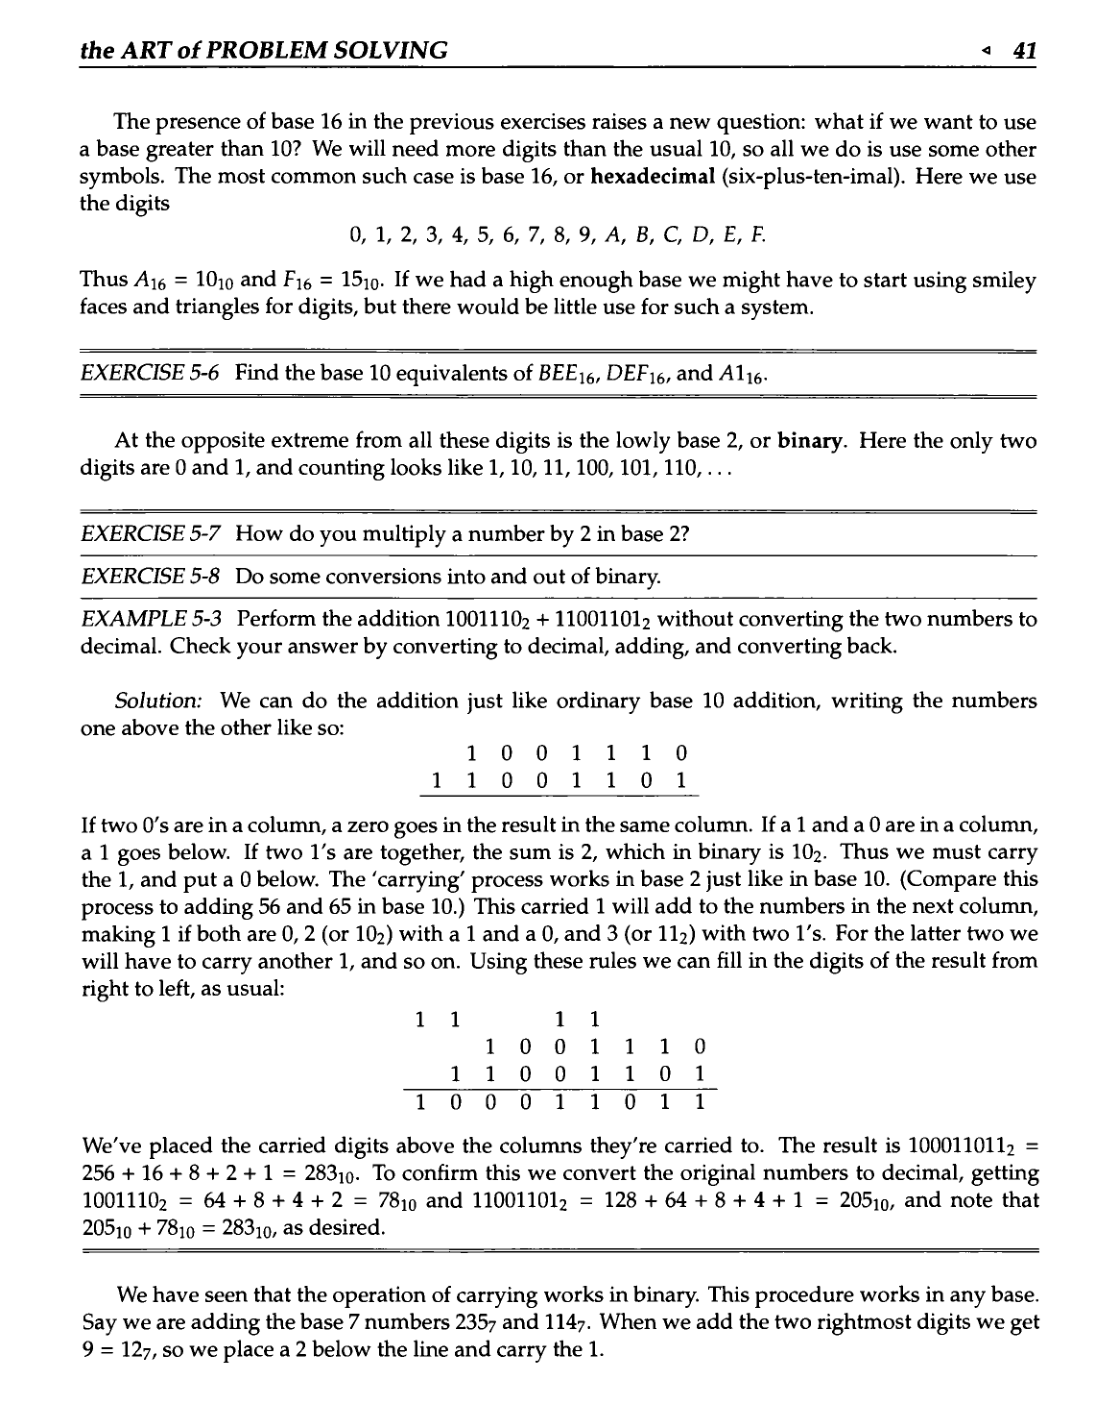 the ART of PROBLEM SOLVING ◃ 41
The presence of base 16 in the previous exercises raises a new question: what if we want to use
a base greater than 10? We will need more digits than the usual 10, so all we do is use some other
symbols. The most common such case is base 16, or hexadecimal (six-plus-ten-imal). Here we use
the digits
0, 1, 2, 3, 4, 5, 6, 7, 8, 9, A, B, C, D, E, F.
Thus A₁₆ = 10₁₀ and F₁₆ = 15₁₀. If we had a high enough base we might have to start using smiley
faces and triangles for digits, but there would be little use for such a system.
EXERCISE 5-6 Find the base 10 equivalents of BEE₁₆, DEF₁₆, and A1₁₆.
At the opposite extreme from all these digits is the lowly base 2, or binary. Here the only two
digits are 0 and 1, and counting looks like 1, 10, 11, 100, 101, 110, . . .
EXERCISE 5-7 How do you multiply a number by 2 in base 2?
EXERCISE 5-8 Do some conversions into and out of binary.
EXAMPLE 5-3 Perform the addition 1001110₂ + 11001101₂ without converting the two numbers to
decimal. Check your answer by converting to decimal, adding, and converting back.
Solution: We can do the addition just like ordinary base 10 addition, writing the numbers
one above the other like so:
1 0 0 1 1 1 0
1 1 0 0 1 1 0 1
If two 0's are in a column, a zero goes in the result in the same column. If a 1 and a 0 are in a column,
a 1 goes below. If two 1's are together, the sum is 2, which in binary is 10₂. Thus we must carry
the 1, and put a 0 below. The 'carrying' process works in base 2 just like in base 10. (Compare this
process to adding 56 and 65 in base 10.) This carried 1 will add to the numbers in the next column,
making 1 if both are 0, 2 (or 10₂) with a 1 and a 0, and 3 (or 11₂) with two 1's. For the latter two we
will have to carry another 1, and so on. Using these rules we can fill in the digits of the result from
right to left, as usual:
1 1 1 1
1 0 0 1 1 1 0
1 1 0 0 1 1 0 1
1 0 0 0 1 1 0 1 1
We've placed the carried digits above the columns they're carried to. The result is 100011011₂ =
256 + 16 + 8 + 2 + 1 = 283₁₀. To confirm this we convert the original numbers to decimal, getting
1001110₂ = 64 + 8 + 4 + 2 = 78₁₀ and 11001101₂ = 128 + 64 + 8 + 4 + 1 = 205₁₀, and note that
205₁₀ + 78₁₀ = 283₁₀, as desired.
We have seen that the operation of carrying works in binary. This procedure works in any base.
Say we are adding the base 7 numbers 235₇ and 114₇. When we add the two rightmost digits we get
9 = 12₇, so we place a 2 below the line and carry the 1.